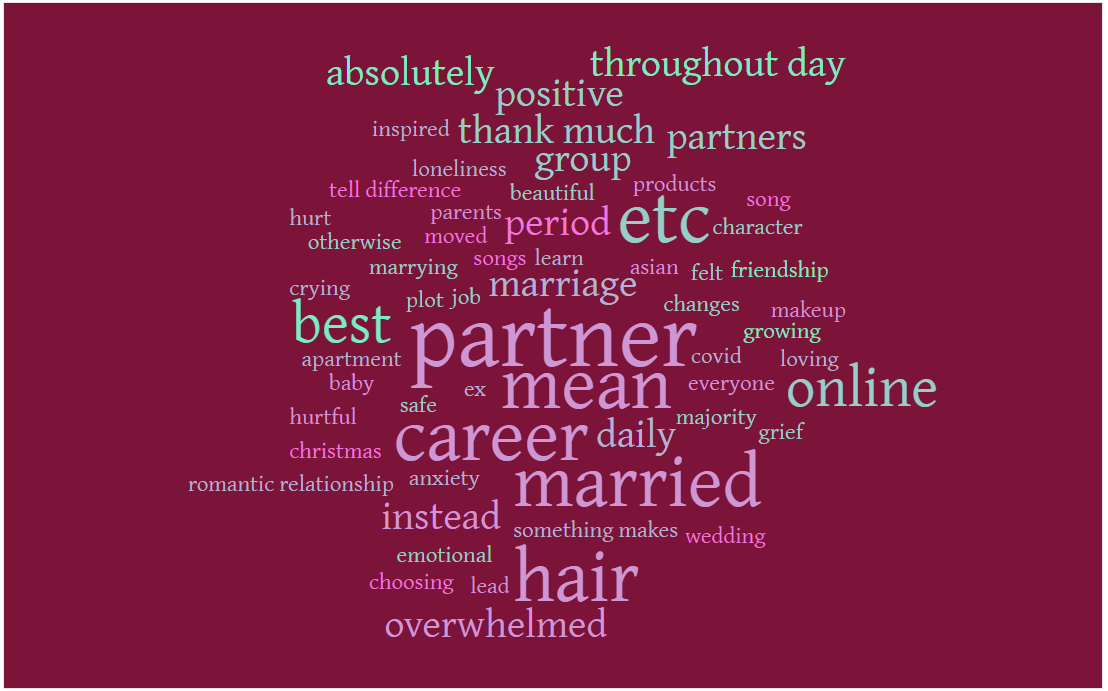 absolutely
throughout day
positive
inspired
thank much
partners
loneliness
group
tell difference
beautiful
products
song
hurt
parents
period
etc
character
otherwise
moved
marrying
songs
learn
asian
felt
friendship
crying
plot
job
marriage
changes
makeup
best
partner
growing
apartment
covid
loving
baby
ex
mean
everyone
online
hurtful
safe
career
daily
majority
grief
christmas
romantic relationship
anxiety
married
instead
something makes
wedding
emotional
choosing
lead
hair
overwhelmed